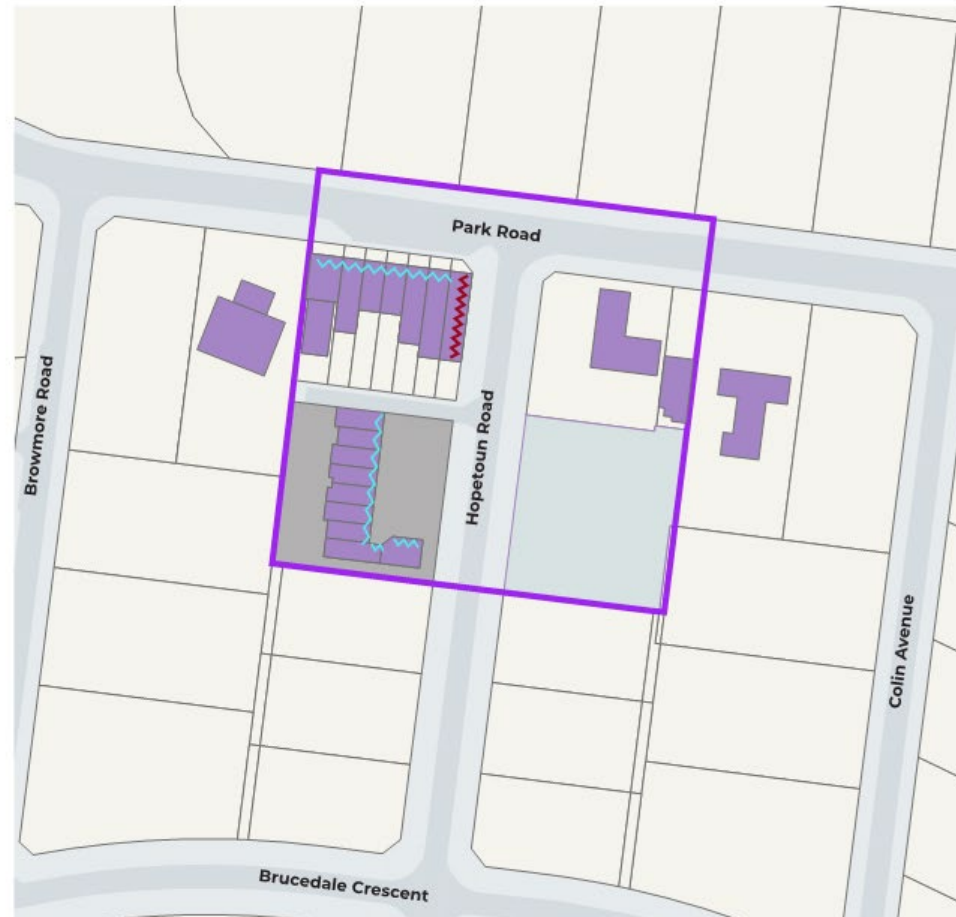 Park Road
Browmore Road
Hopetoun Road
Colin Avenue
Brucedale Crescent